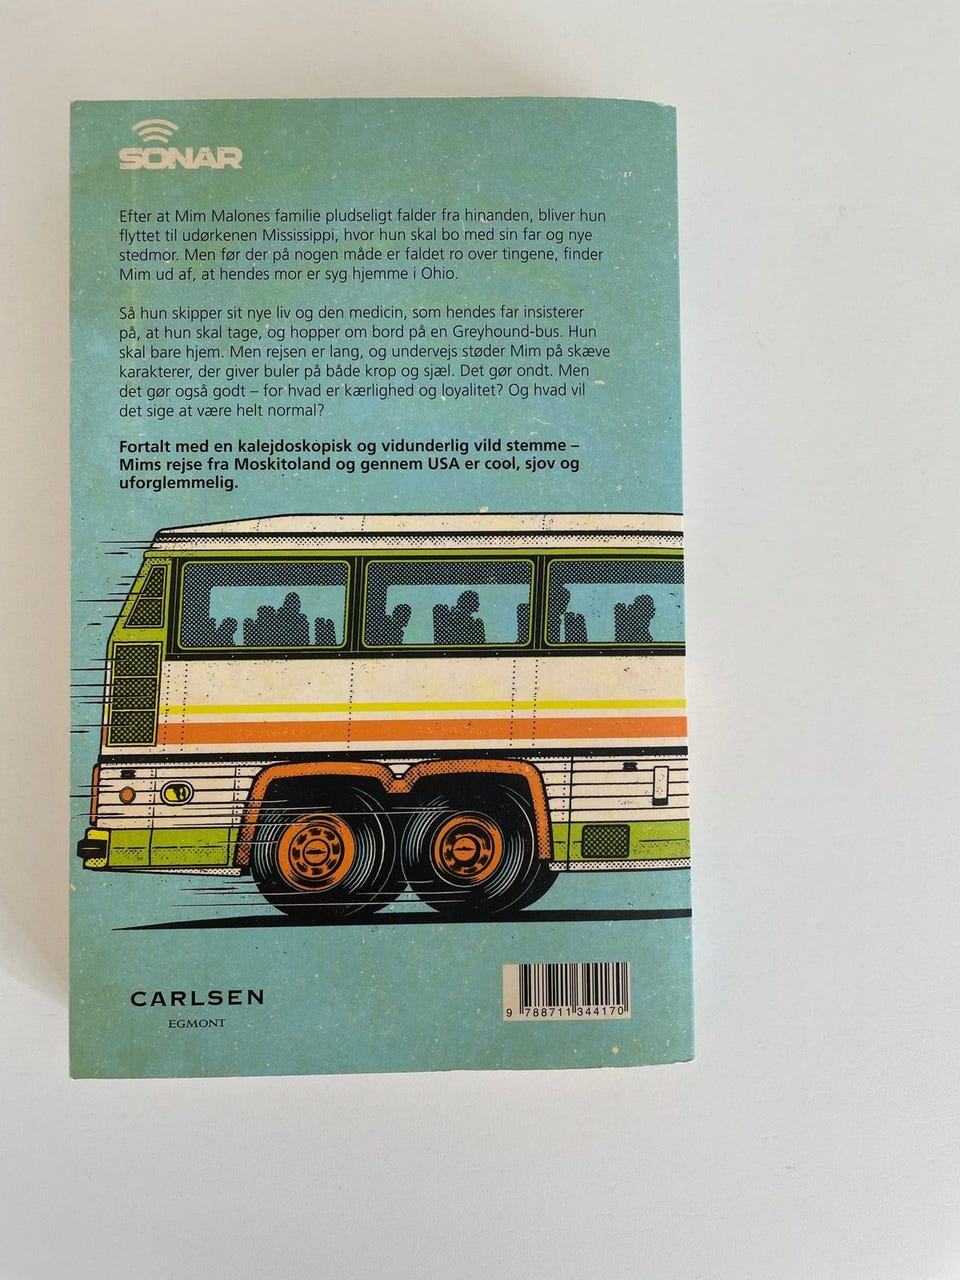 SONAR
Efter at Mim Malones familie pludseligt falder fra hinanden, bliver hun
flyttet til udørkenen Mississippi, hvor hun skal bo med sin far og nye
stedmor. Men før der på nogen måde er faldet ro over tingene, finder
Mim ud af, at hendes mor er syg hjemme i Ohio.
Så hun skipper sit nye liv og den medicin, som hendes far insisterer
på, at hun skal tage, og hopper om bord på en Greyhound-bus. Hun
skal bare hjem. Men rejsen er lang, og undervejs støder Mim på skæve
karakterer, der giver buler på både krop og sjæl. Det gør ondt. Men
det gør også godt – for hvad er kærlighed og loyalitet? Og hvad vil
det sige at være helt normal?
Fortalt med en kalejdoskopisk og vidunderlig vild stemme –
Mims rejse fra Moskitoland og gennem USA er cool, sjov og
uforglemmelig.
CARLSEN
EGMONT
9 788711 344170